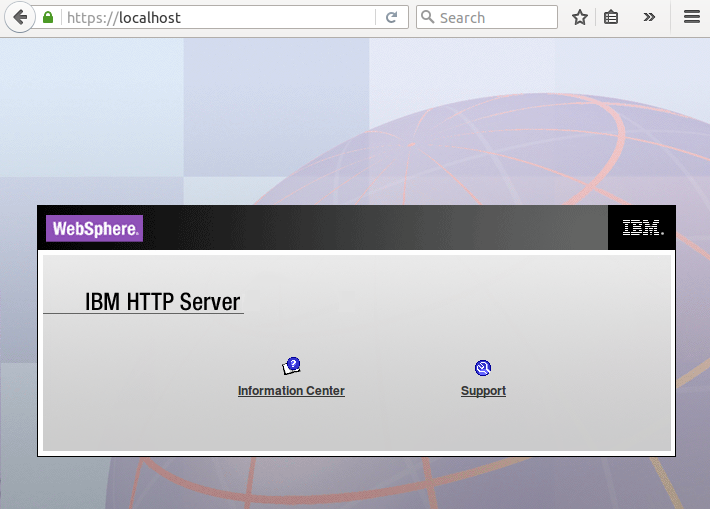 https://localhost
Search
WebSphere.
IBM.
IBM HTTP Server
?
Information Center
Support